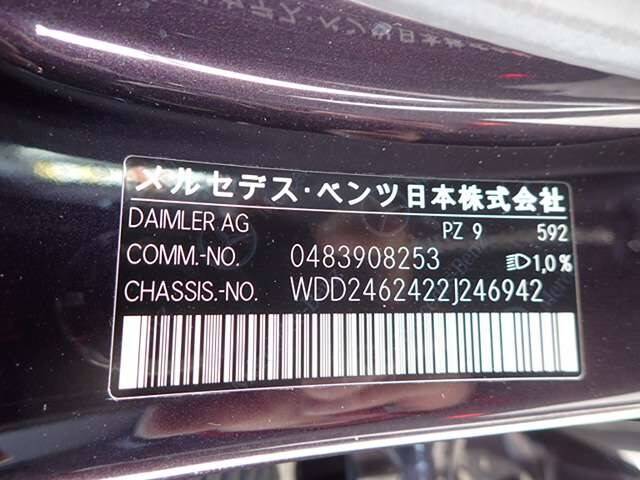 メルセデス・ベンツ日本株式会社
DAIMLER AG PZ 9 592
COMM.-NO. 0483908253 1,0%
CHASSIS.-NO. WDD2462422J246942